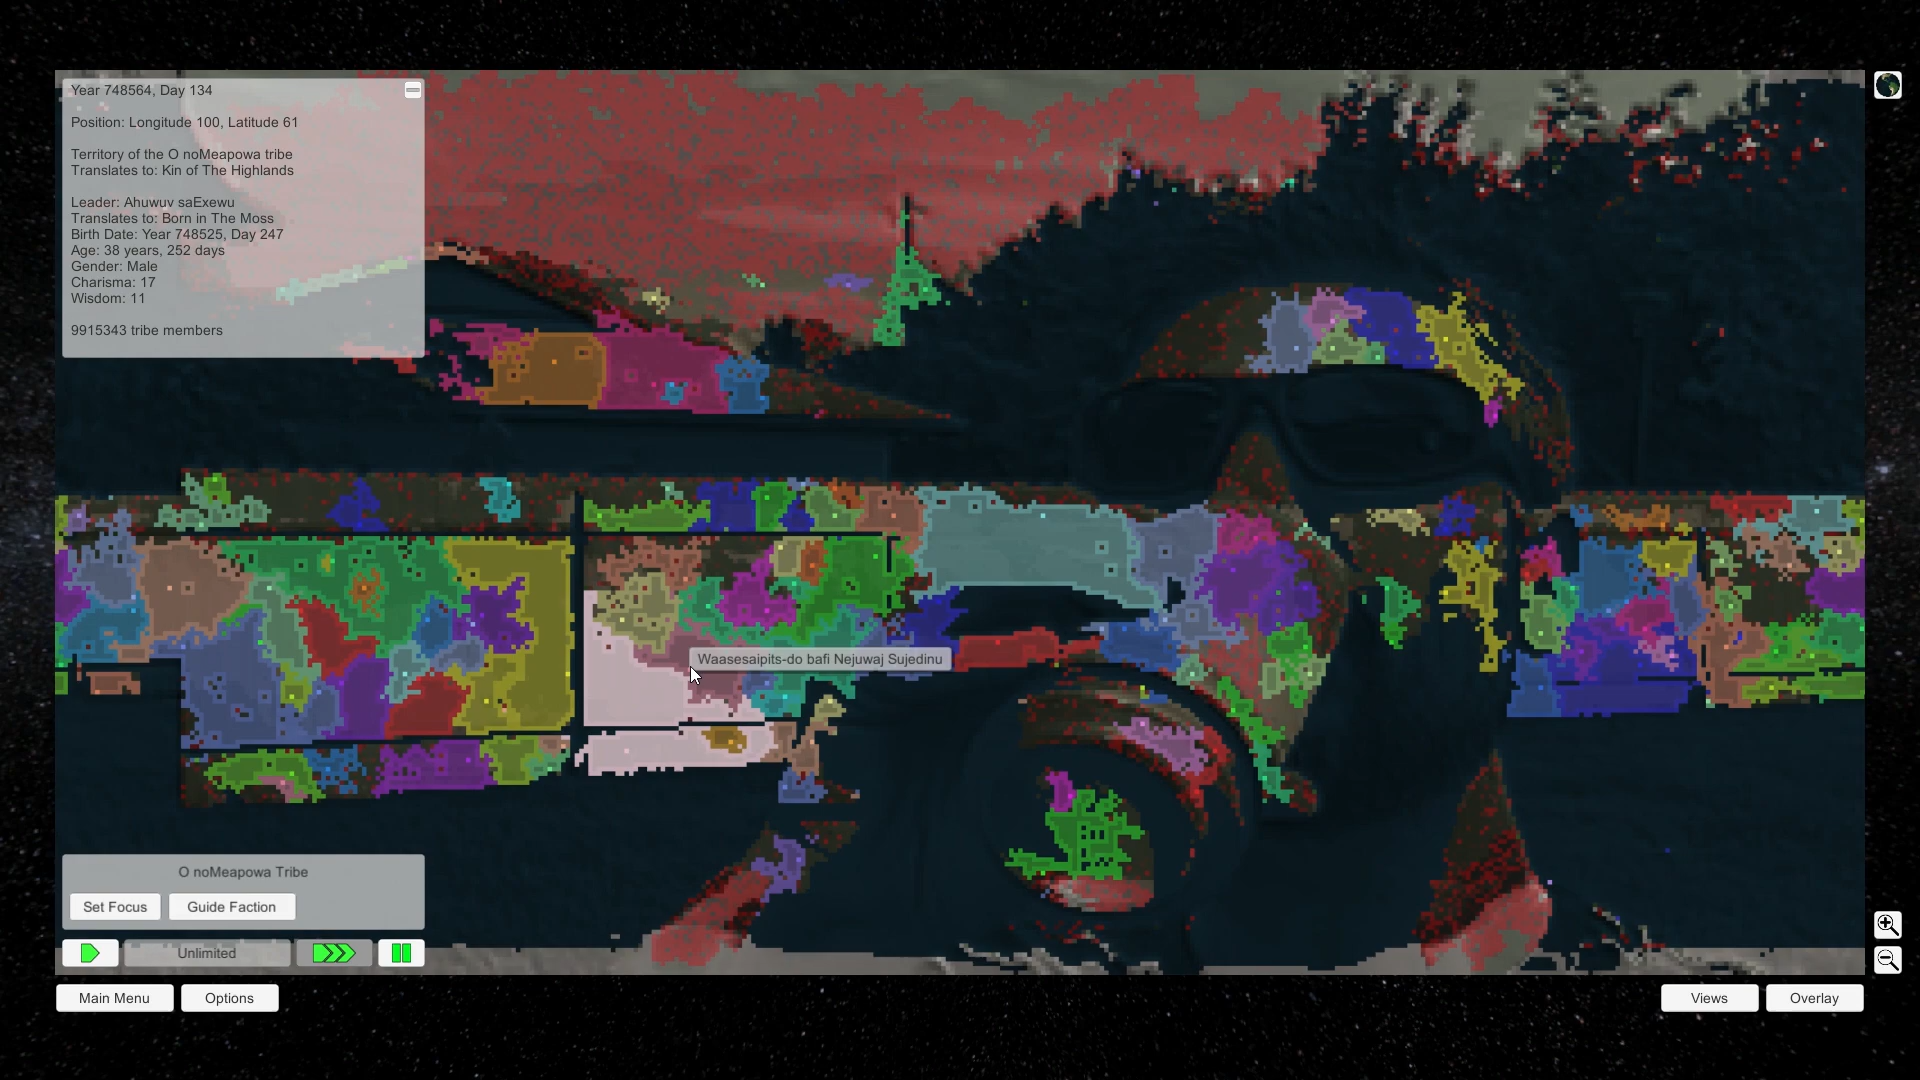 Year 748564, Day 134
Position: Longitude 100, Latitude 61
Territory of the O noMeapowa tribe
Translates to: Kin of The Highlands
Leader: Ahuwuv saExewu
Translates to: Born in The Moss
Birth Date: Year 748525, Day 247
Age: 38 years, 252 days
Gender: Male
Charisma: 17
Wisdom: 11
9915343 tribe members
Waasesaipits-do bafi Nejuwaj Sujedinu
O noMeapowa Tribe
Set Focus
Guide Faction
Unlimited
Main Menu
Options
Views
Overlay